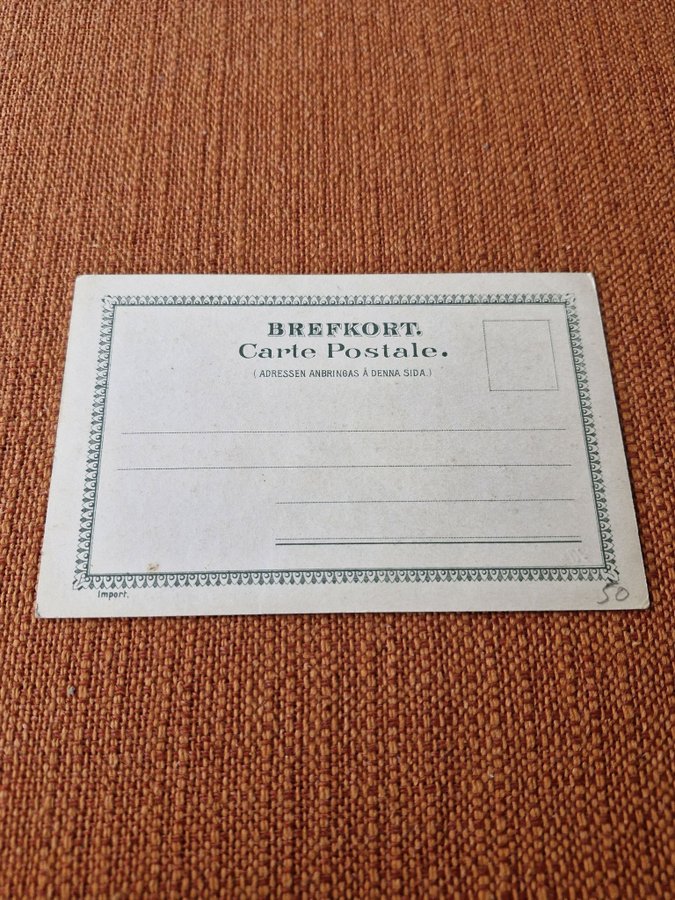 BREFKORT.
Carte Postale.
(ADRESSEN ANBRINGAS Å DENNA SIDA.)
Import.
50